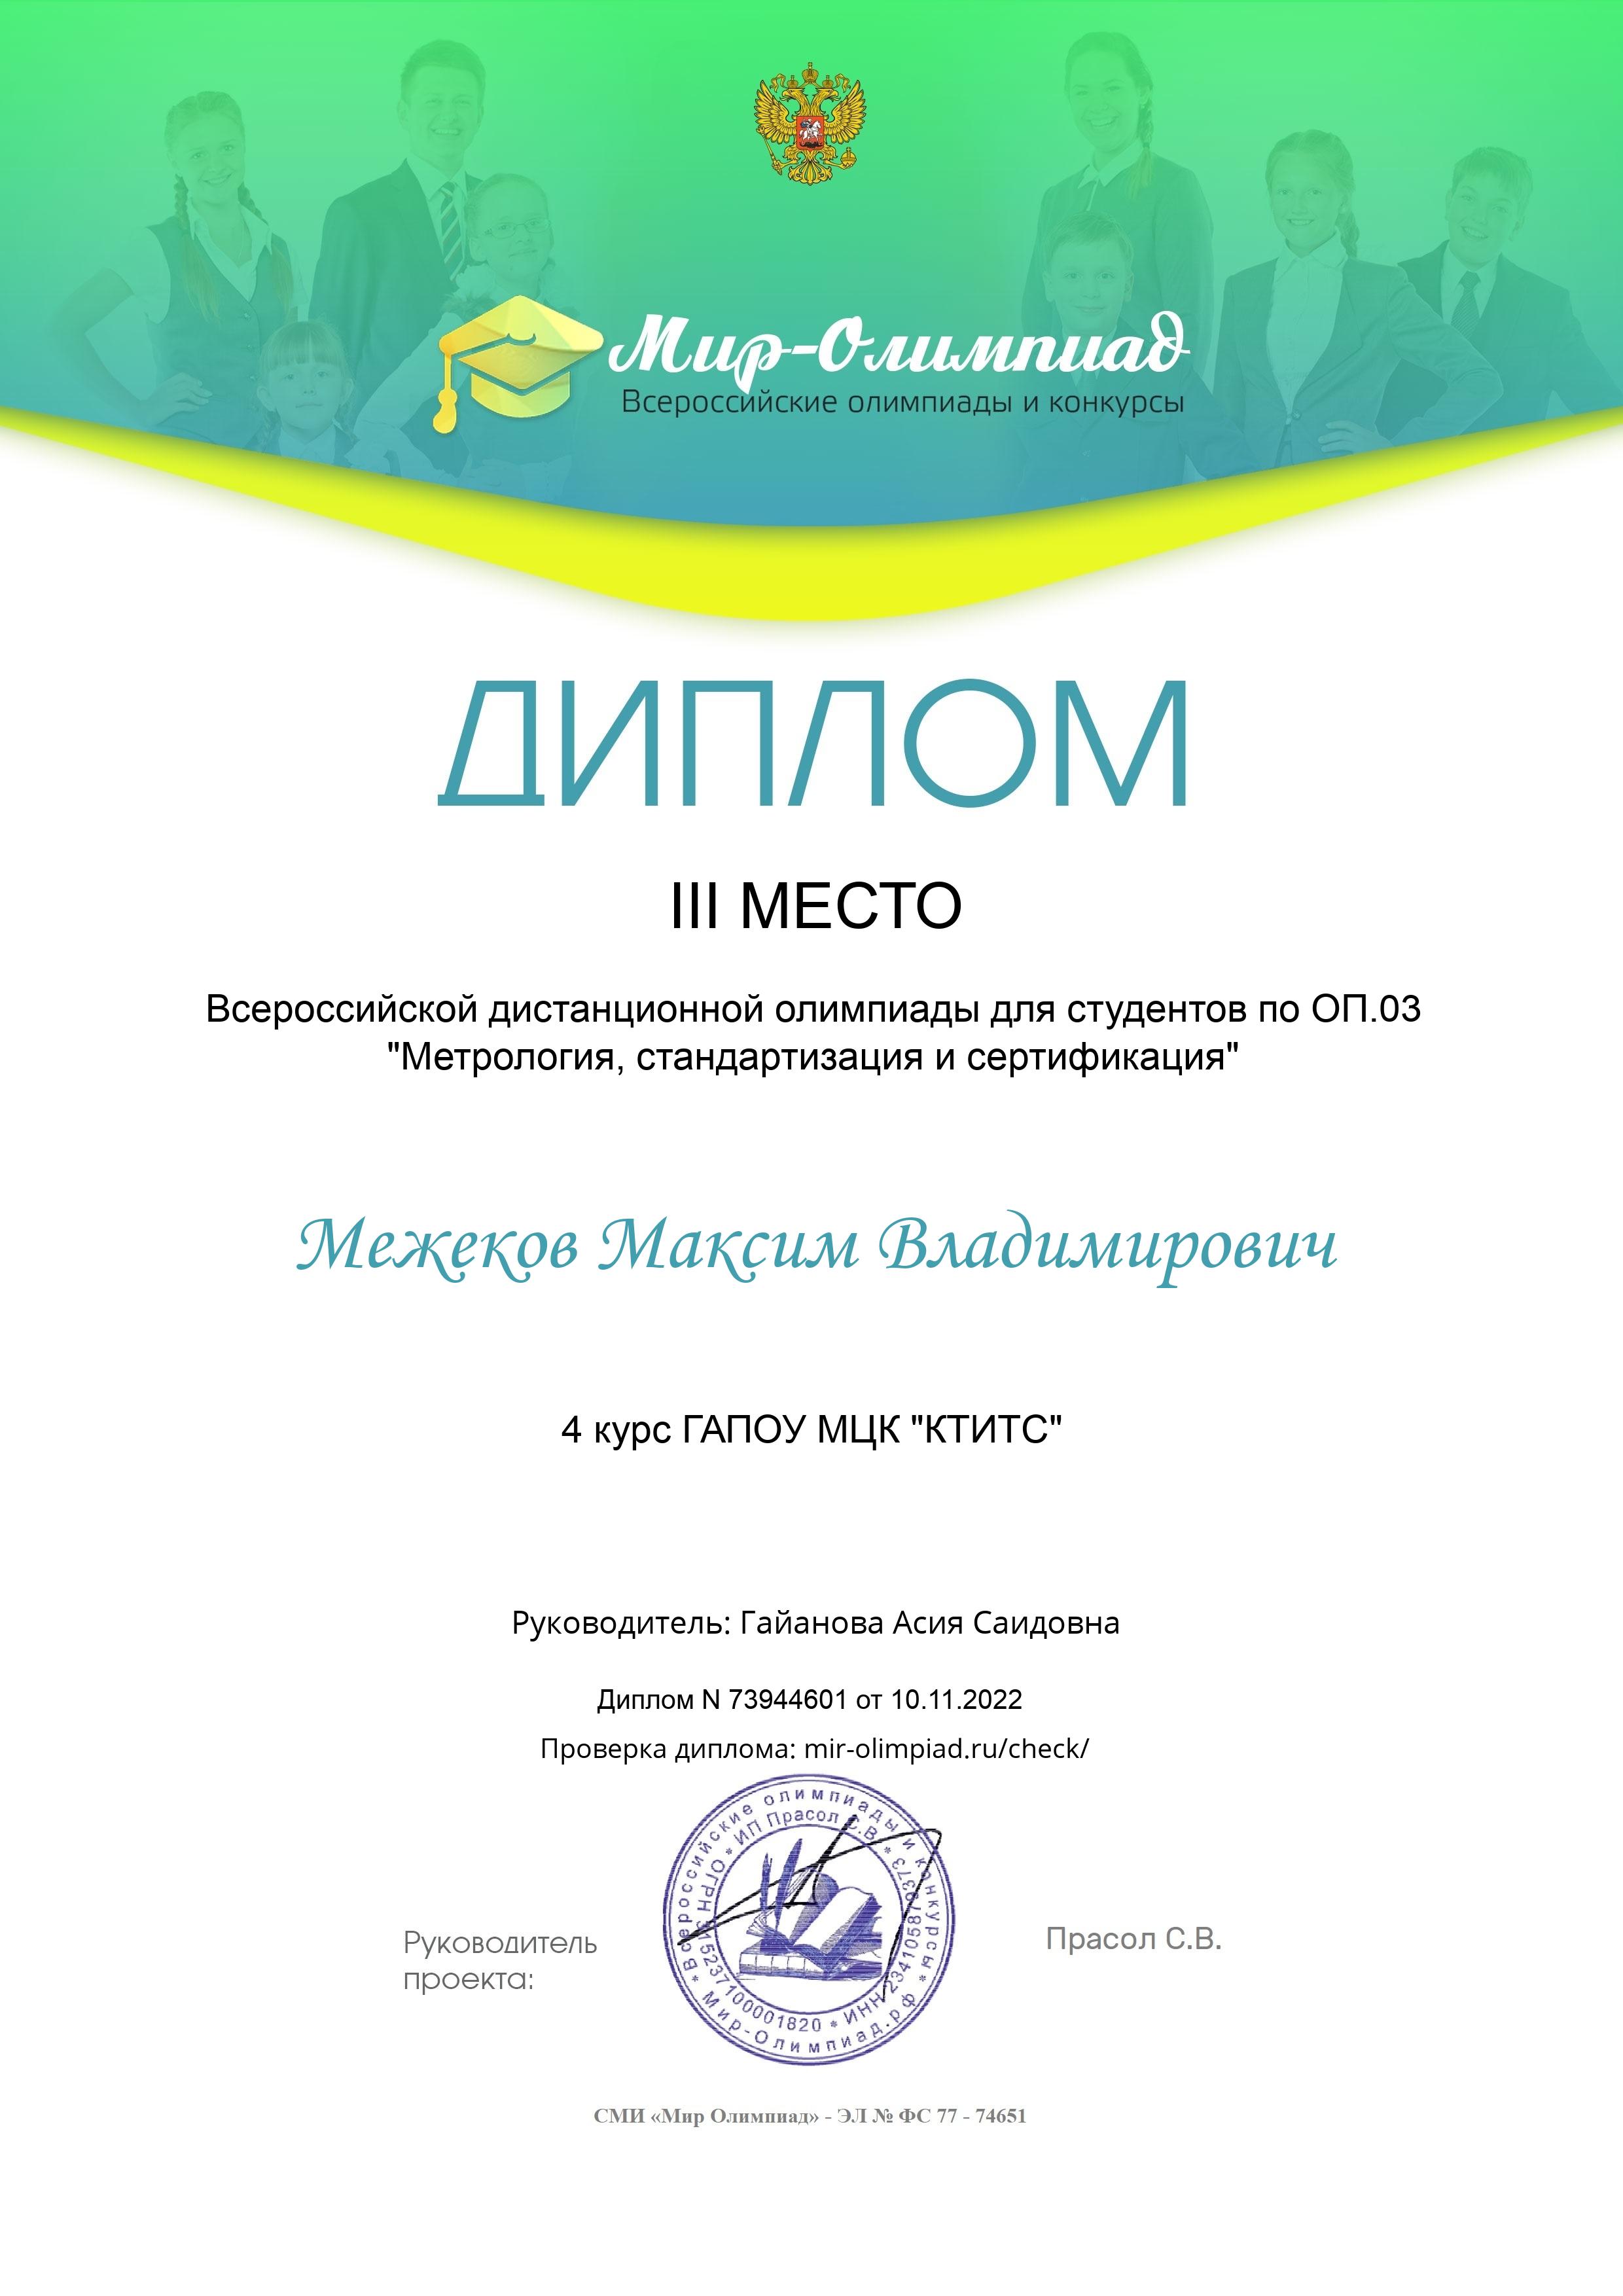 Мир-Олимпиад
Всероссийские олимпиады и конкурсы
ДИПЛОМ
III МЕСТО
Всероссийской дистанционной олимпиады для студентов по ОП.03
"Метрология, стандартизация и сертификация"
Межеков Максим Владимирович
4 курс ГАПОУ МЦК "КТИТС"
Руководитель: Гайанова Асия Саидовна
Диплом N 73944601 от 10.11.2022
Проверка диплома: mir-olimpiad.ru/check/
* Всероссийские олимпиады и конкурсы * Мир-Олимпиад.рф
* ИП Прасол С.В. * ИНН 234105876373 * ОГРН 315237100001820
Руководитель
проекта:
Прасол С.В.
СМИ «Мир Олимпиад» - ЭЛ № ФС 77 - 74651